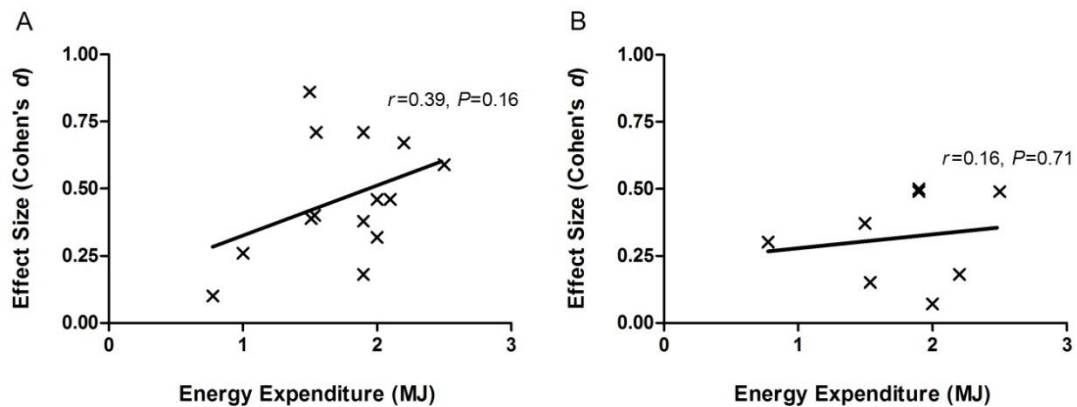 A
Effect Size (Cohen's d)
1.00
0.75
0.50
0.25
0.00
r=0.39, P=0.16
0
1
2
3
Energy Expenditure (MJ)
B
Effect Size (Cohen's d)
1.00
0.75
0.50
0.25
0.00
r=0.16, P=0.71
0
1
2
3
Energy Expenditure (MJ)